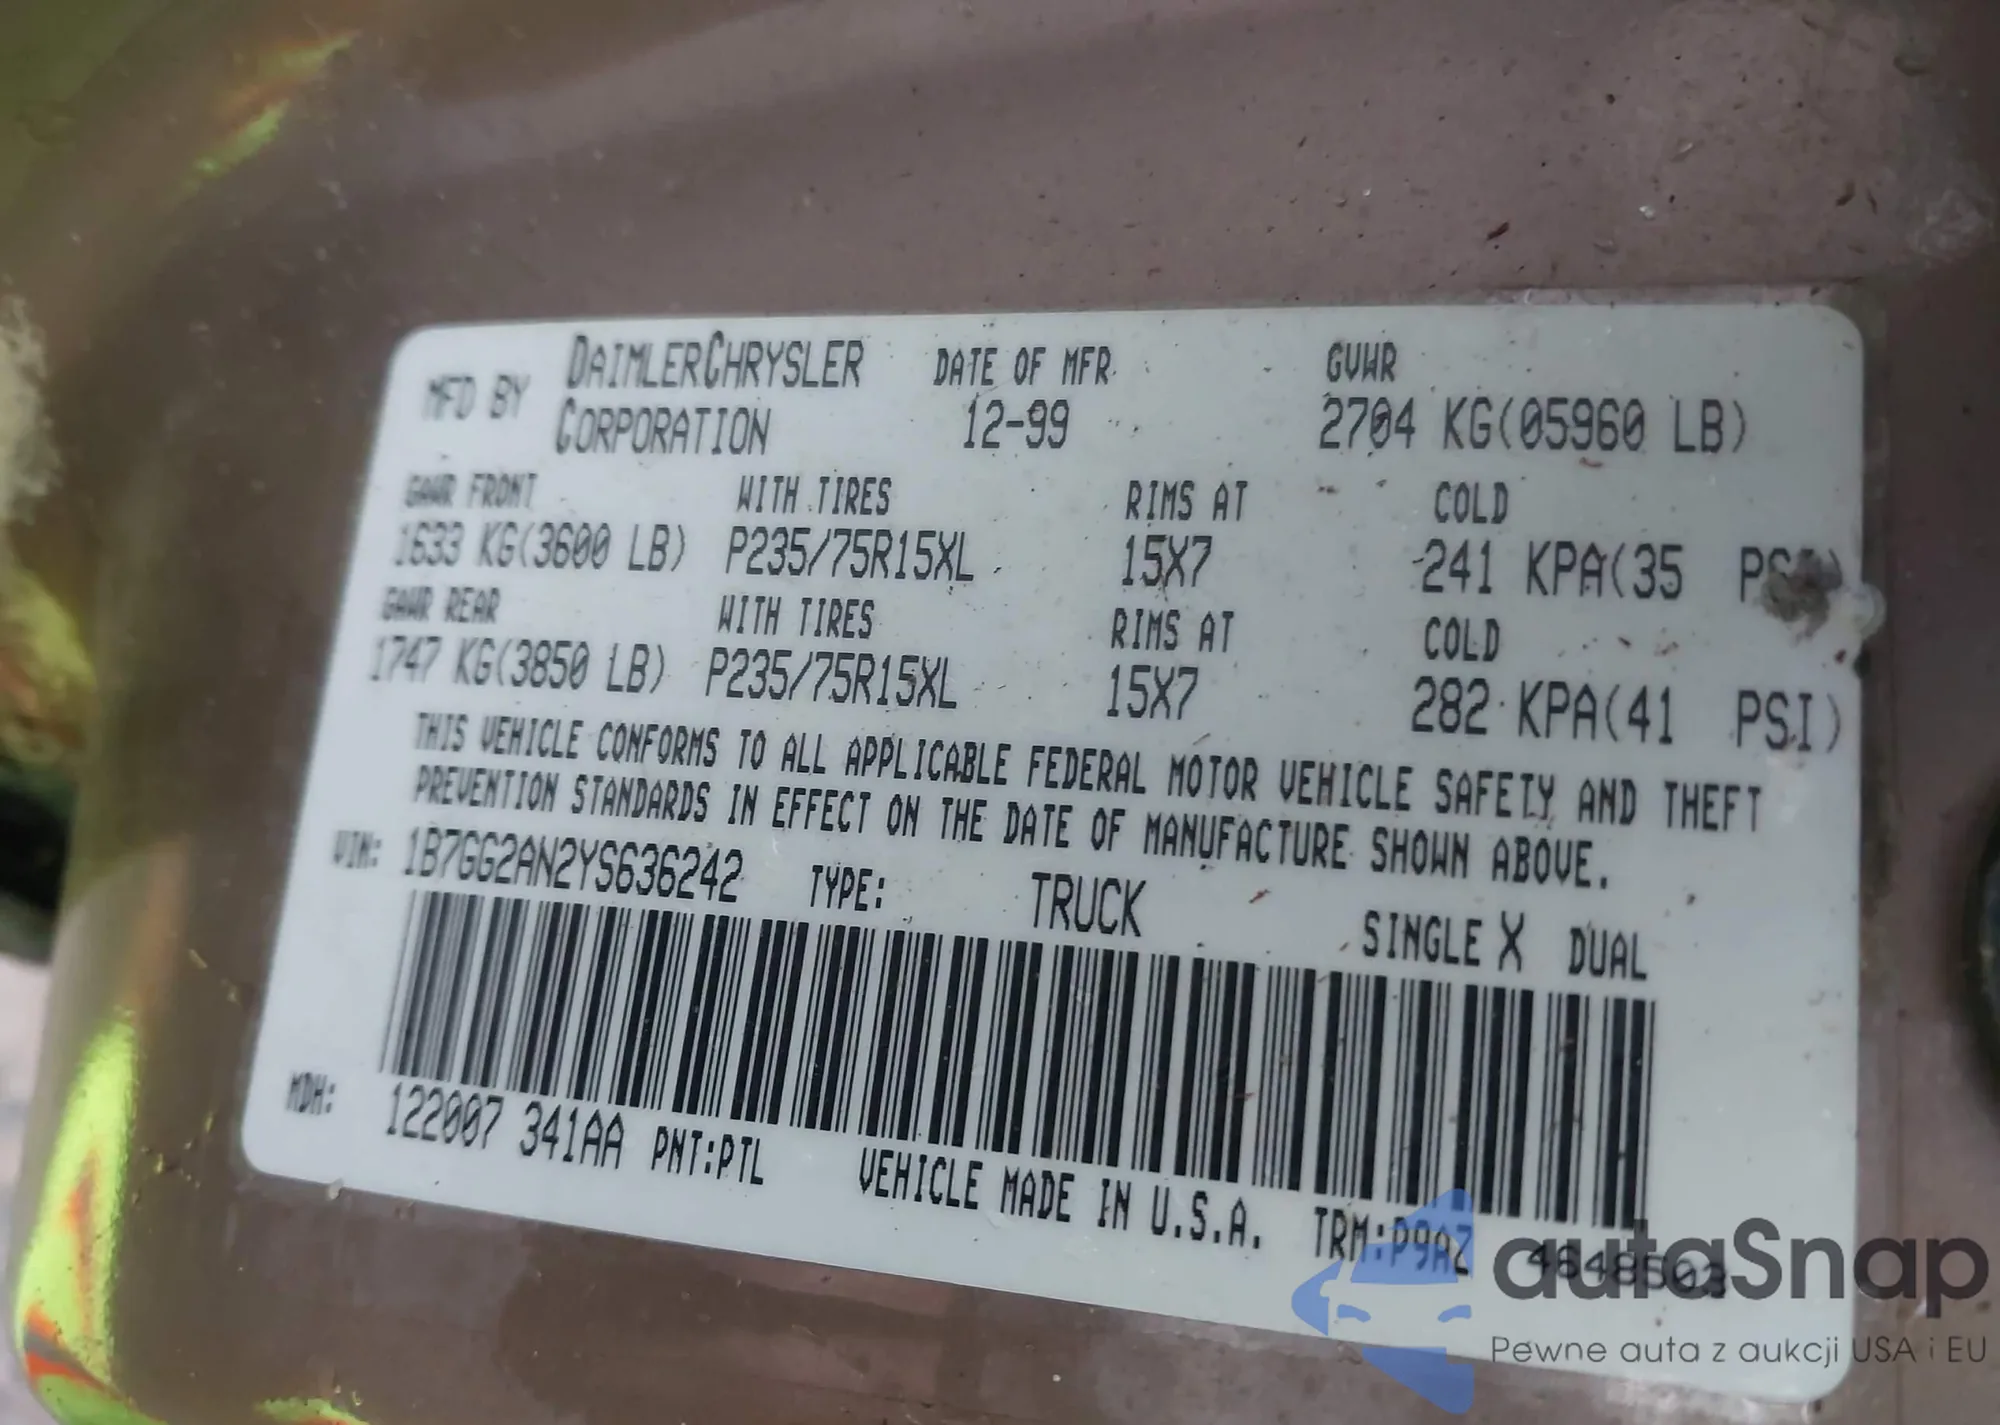 MFD BY DAIMLERCHRYSLER CORPORATION DATE OF MFR 12-99 GVWR 2704 KG(05960 LB)
GAWR FRONT WITH TIRES RIMS AT COLD
1633 KG(3600 LB) P235/75R15XL 15X7 241 KPA(35 PSI)
GAWR REAR WITH TIRES RIMS AT COLD
1747 KG(3850 LB) P235/75R15XL 15X7 282 KPA(41 PSI)
THIS VEHICLE CONFORMS TO ALL APPLICABLE FEDERAL MOTOR VEHICLE SAFETY AND THEFT
PREVENTION STANDARDS IN EFFECT ON THE DATE OF MANUFACTURE SHOWN ABOVE.
VIN: 1B7GG2AN2YS636242 TYPE: TRUCK SINGLE X DUAL
MDH: 122007 341AA PNT:PTL VEHICLE MADE IN U.S.A. TRM:P9AZ 4648503
autaSnap
Pewne auta z aukcji USA i EU